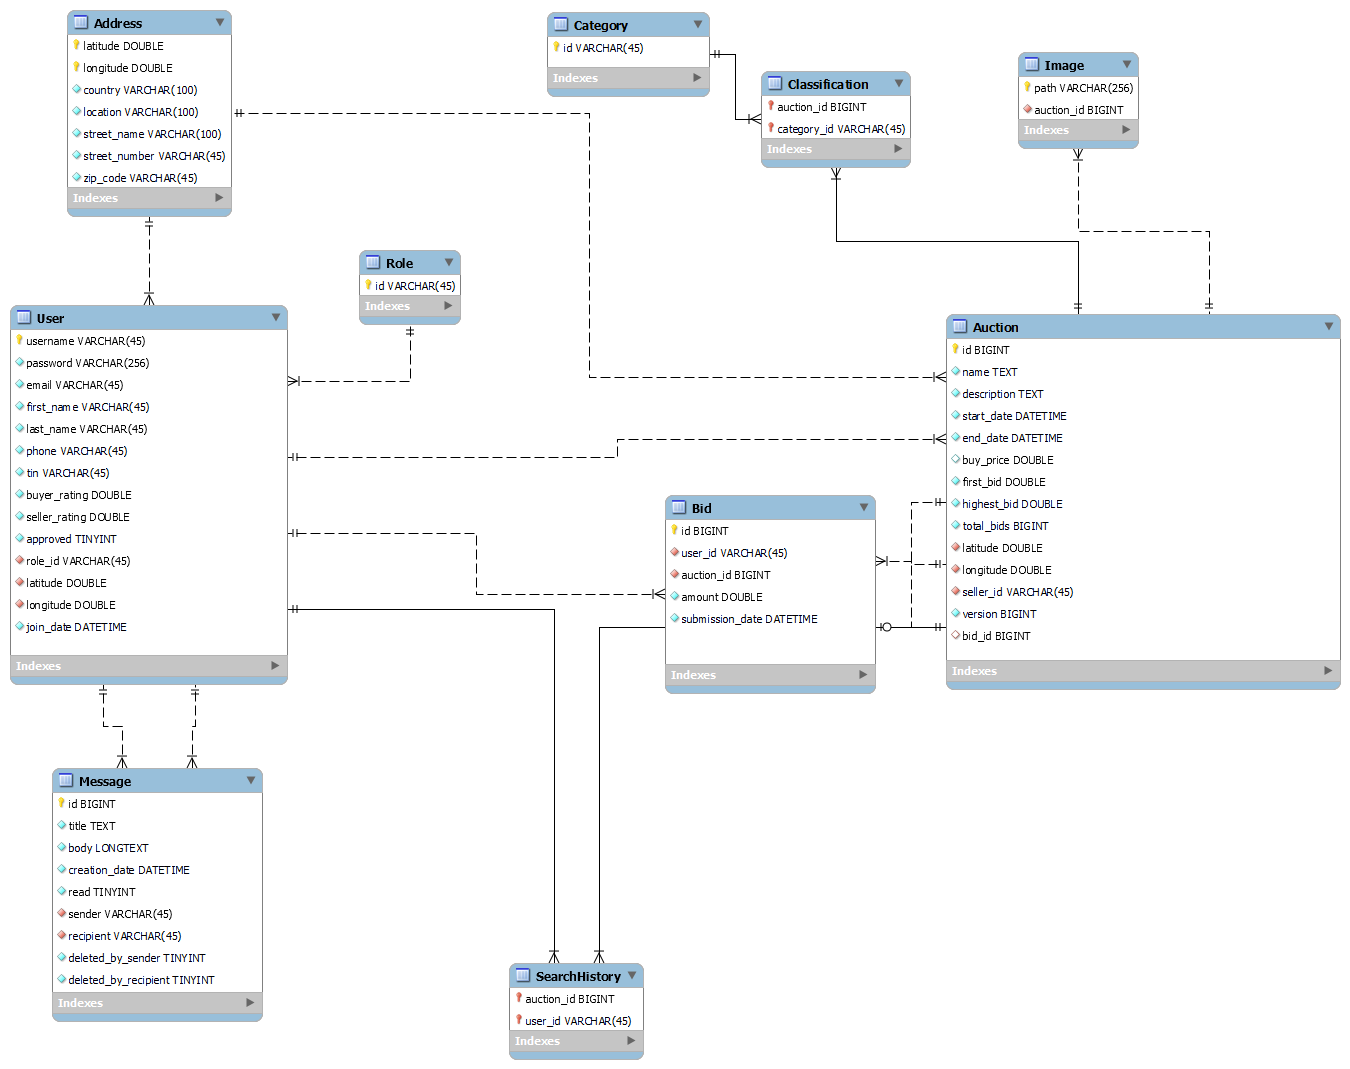 Address
latitude DOUBLE
longitude DOUBLE
country VARCHAR(100)
location VARCHAR(100)
street_name VARCHAR(100)
street_number VARCHAR(45)
zip_code VARCHAR(45)
Indexes
Category
id VARCHAR(45)
Indexes
Classification
auction_id BIGINT
category_id VARCHAR(45)
Indexes
Image
path VARCHAR(256)
auction_id BIGINT
Indexes
Role
id VARCHAR(45)
Indexes
User
username VARCHAR(45)
password VARCHAR(256)
email VARCHAR(45)
first_name VARCHAR(45)
last_name VARCHAR(45)
phone VARCHAR(45)
tin VARCHAR(45)
buyer_rating DOUBLE
seller_rating DOUBLE
approved TINYINT
role_id VARCHAR(45)
latitude DOUBLE
longitude DOUBLE
join_date DATETIME
Indexes
Auction
id BIGINT
name TEXT
description TEXT
start_date DATETIME
end_date DATETIME
buy_price DOUBLE
first_bid DOUBLE
highest_bid DOUBLE
total_bids BIGINT
latitude DOUBLE
longitude DOUBLE
seller_id VARCHAR(45)
version BIGINT
bid_id BIGINT
Indexes
Bid
id BIGINT
user_id VARCHAR(45)
auction_id BIGINT
amount DOUBLE
submission_date DATETIME
Indexes
Message
id BIGINT
title TEXT
body LONGTEXT
creation_date DATETIME
read TINYINT
sender VARCHAR(45)
recipient VARCHAR(45)
deleted_by_sender TINYINT
deleted_by_recipient TINYINT
Indexes
SearchHistory
auction_id BIGINT
user_id VARCHAR(45)
Indexes